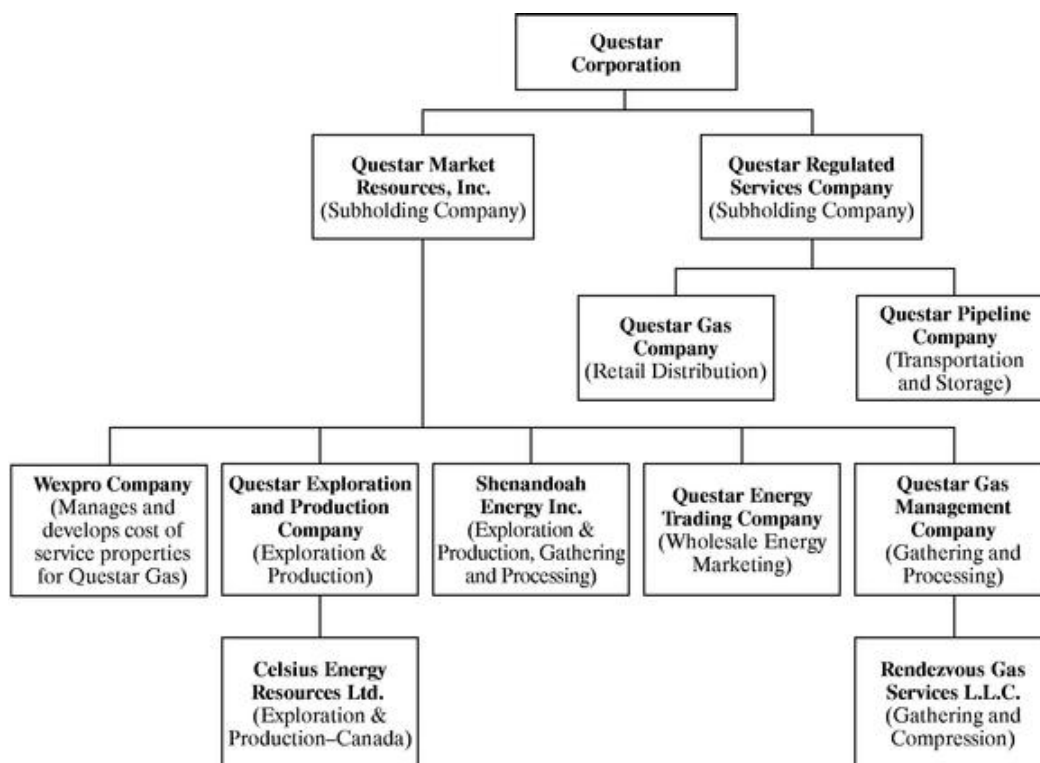 Questar
Corporation
Questar Market
Resources, Inc.
(Subholding Company)
Questar Regulated
Services Company
(Subholding Company)
Questar Gas
Company
(Retail Distribution)
Questar Pipeline
Company
(Transportation
and Storage)
Wexpro Company
(Manages and
develops cost of
service properties
for Questar Gas)
Questar Exploration
and Production
Company
(Exploration &
Production)
Shenandoah
Energy Inc.
(Exploration &
Production, Gathering
and Processing)
Questar Energy
Trading Company
(Wholesale Energy
Marketing)
Questar Gas
Management
Company
(Gathering and
Processing)
Celsius Energy
Resources Ltd.
(Exploration &
Production–Canada)
Rendezvous Gas
Services L.L.C.
(Gathering and
Compression)